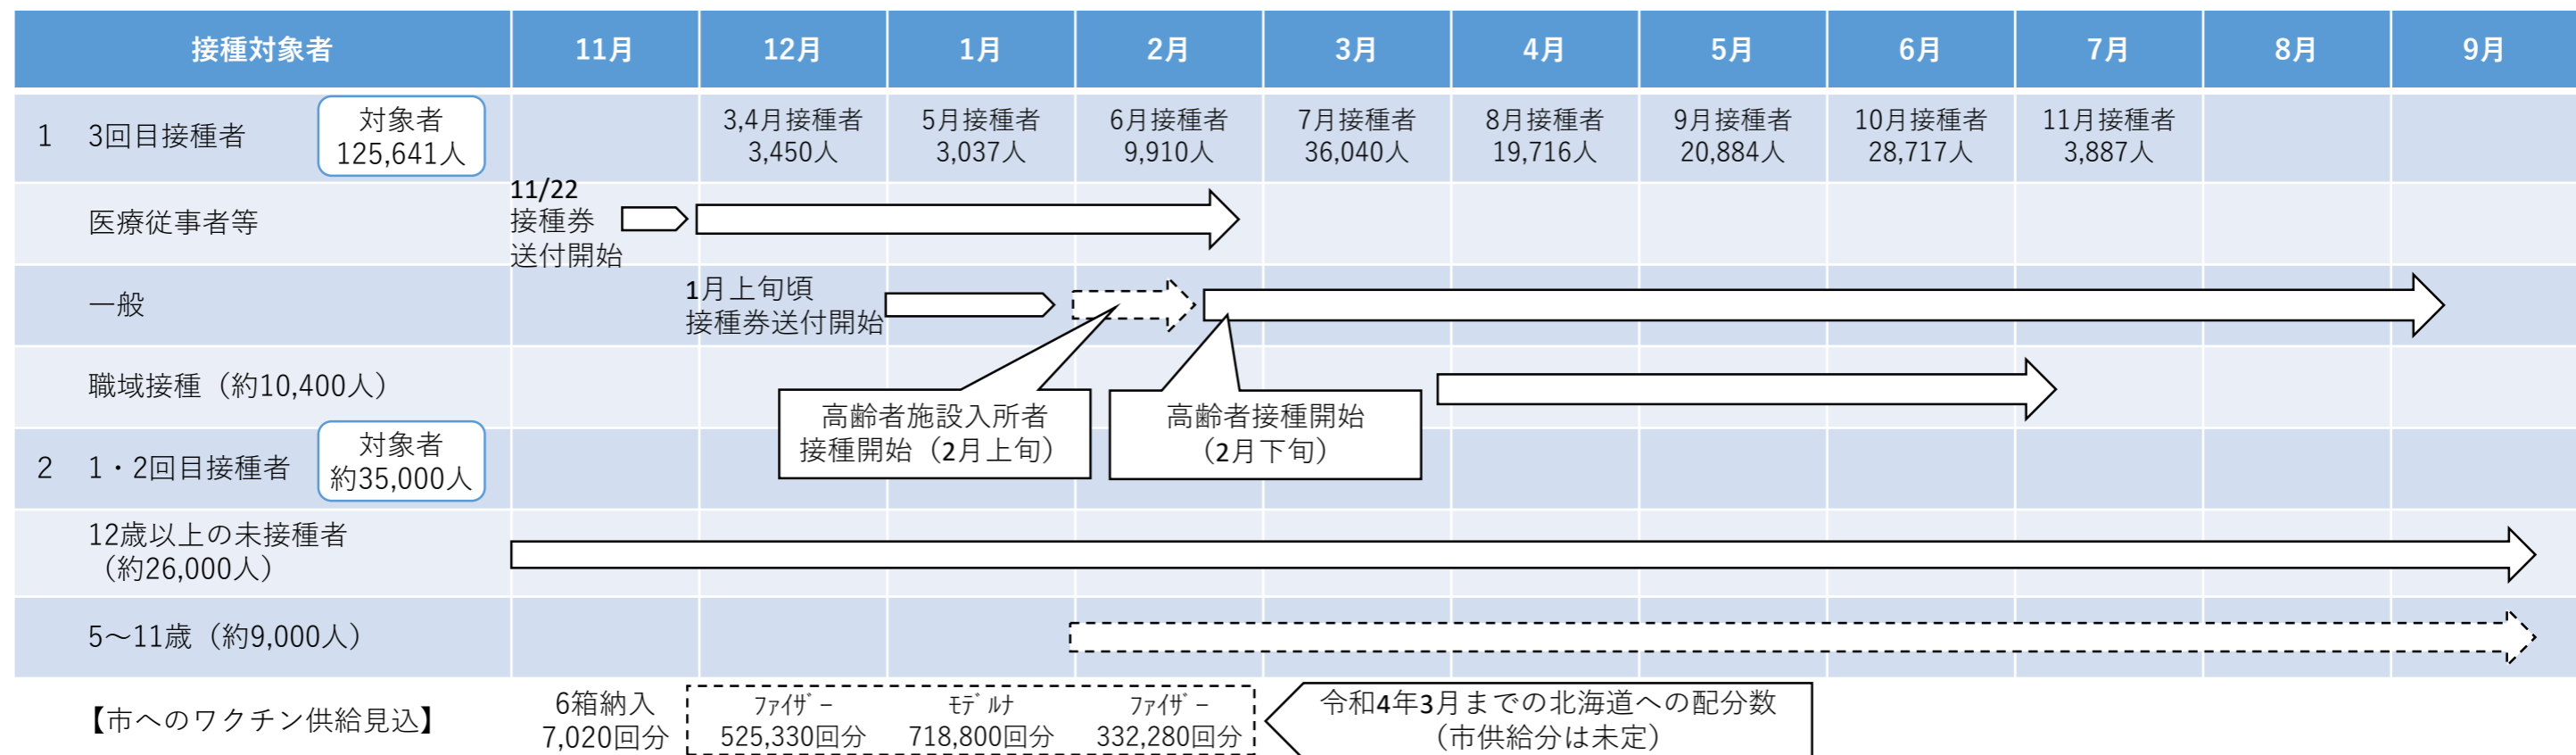 接種対象者 11月 12月 1月 2月 3月 4月 5月 6月 7月 8月 9月
1 3回目接種者
対象者
125,641人
3,4月接種者
3,450人
5月接種者
3,037人
6月接種者
9,910人
7月接種者
36,040人
8月接種者
19,716人
9月接種者
20,884人
10月接種者
28,717人
11月接種者
3,887人
医療従事者等
11/22
接種券
送付開始
一般
1月上旬頃
接種券送付開始
職域接種（約10,400人）
高齢者施設入所者
接種開始（2月上旬）
高齢者接種開始
（2月下旬）
2 1・2回目接種者
対象者
約35,000人
12歳以上の未接種者
（約26,000人）
5～11歳（約9,000人）
【市へのワクチン供給見込】
6箱納入
7,020回分
ﾌｧｲｻﾞｰ
525,330回分
ﾓﾃﾞﾙﾅ
718,800回分
ﾌｧｲｻﾞｰ
332,280回分
令和4年3月までの北海道への配分数
（市供給分は未定）